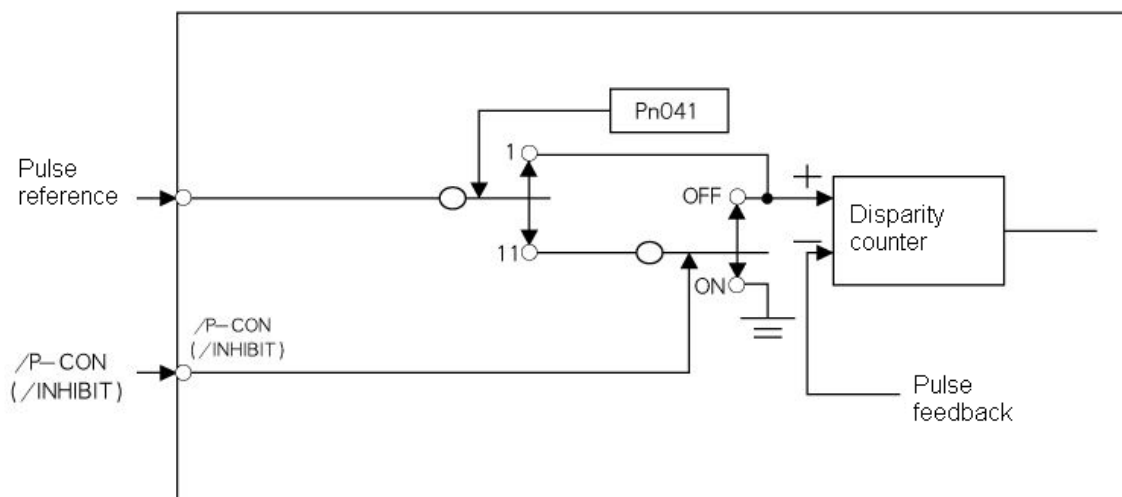 Pn041
1
Pulse
reference
OFF
+
Disparity
counter
−
11
ON
/P−CON
(/INHIBIT)
/P−CON
(/INHIBIT)
Pulse
feedback